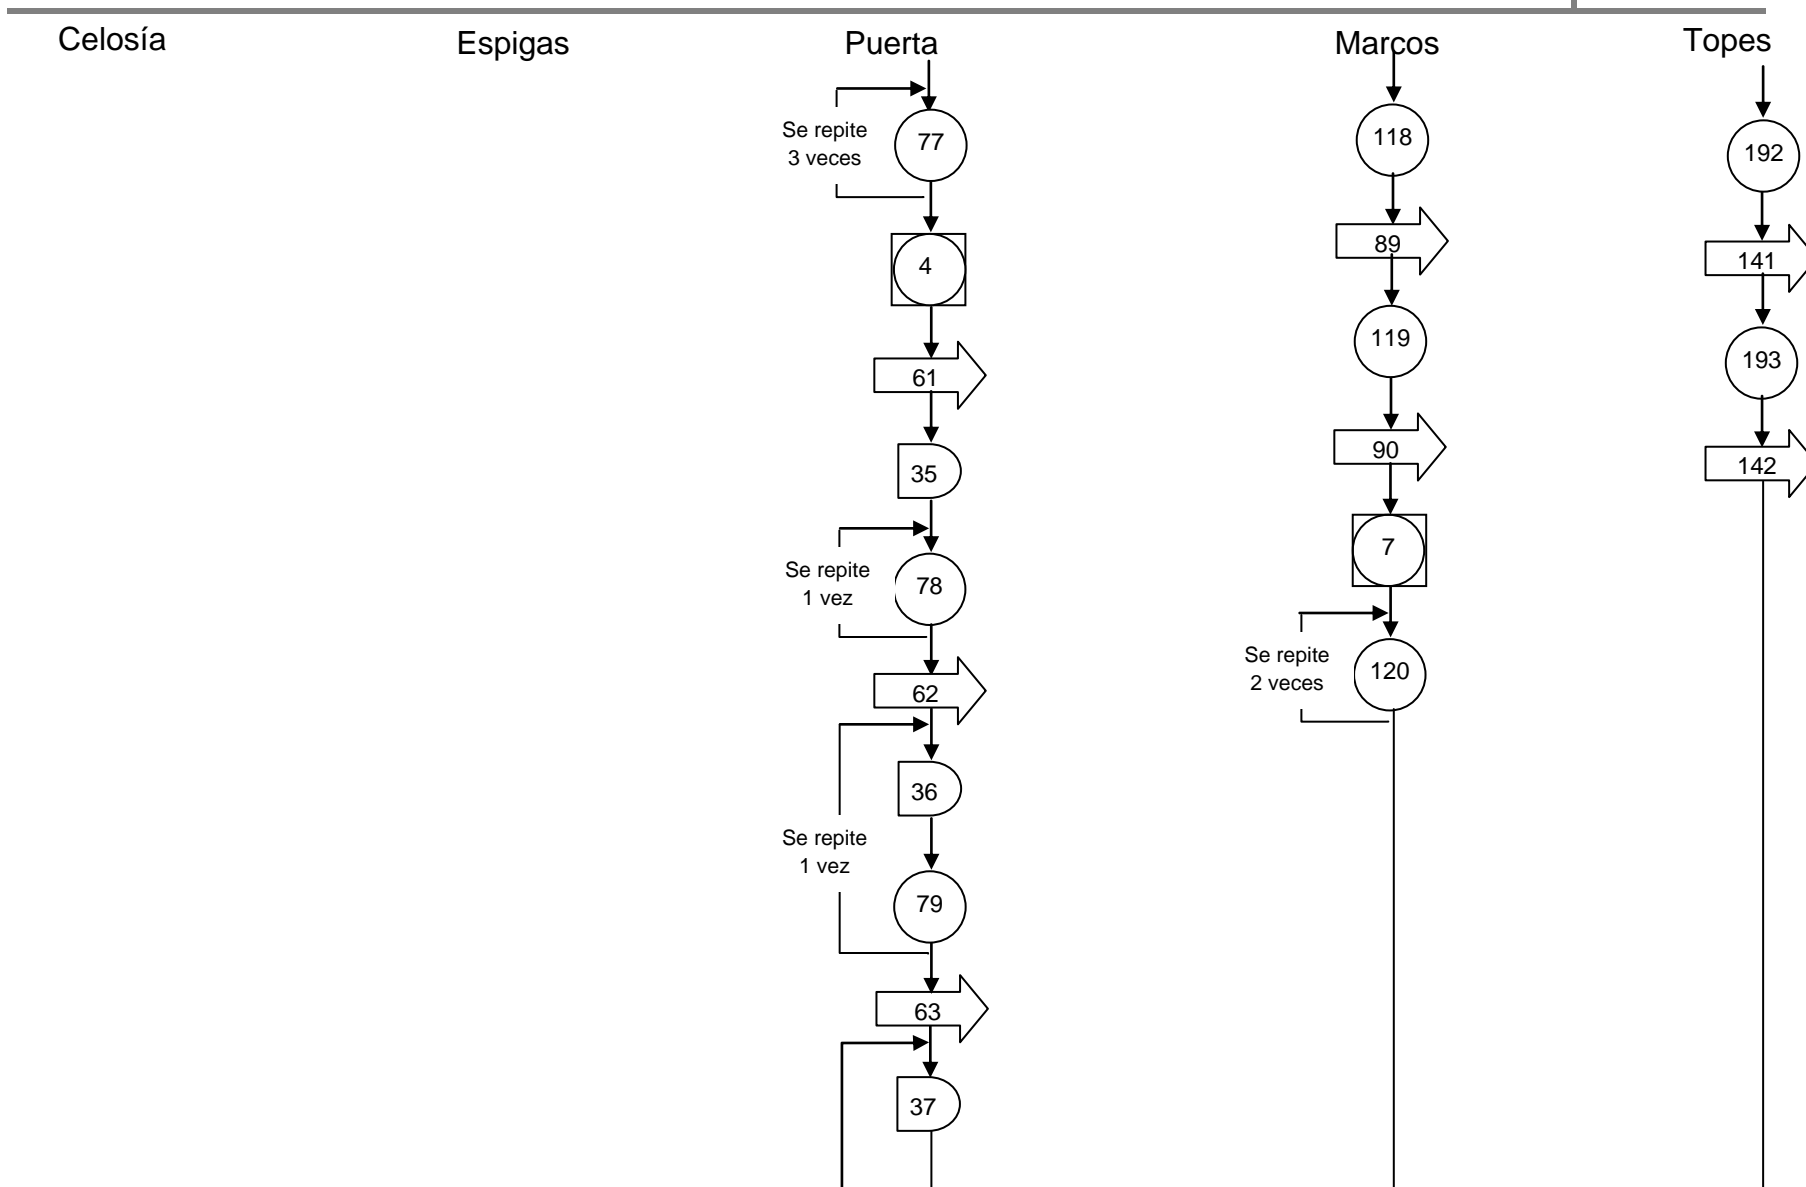 Celosía
Espigas
Puerta
Marcos
Topes
Se repite
3 veces
77
4
61
35
Se repite
1 vez
78
62
36
Se repite
1 vez
79
63
37
118
89
119
90
7
Se repite
2 veces
120
192
141
193
142